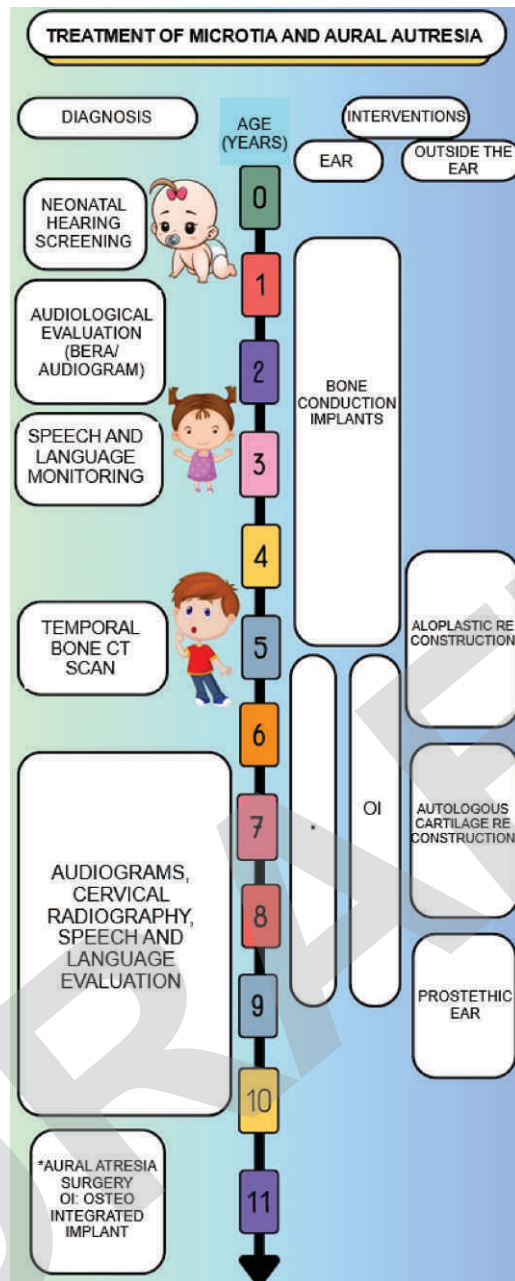 TREATMENT OF MICROTIA AND AURAL AUTRESIA
DIAGNOSIS
AGE
(YEARS)
INTERVENTIONS
EAR
OUTSIDE THE
EAR
NEONATAL
HEARING
SCREENING
AUDIOLOGICAL
EVALUATION
(BERA/
AUDIOGRAM)
SPEECH AND
LANGUAGE
MONITORING
TEMPORAL
BONE CT
SCAN
AUDIOGRAMS,
CERVICAL
RADIOGRAPHY,
SPEECH AND
LANGUAGE
EVALUATION
*AURAL ATRESIA
SURGERY
OI: OSTEO
INTEGRATED
IMPLANT
0
1
2
3
4
5
6
7
8
9
10
11
BONE
CONDUCTION
IMPLANTS
*
OI
ALOPLASTIC RE
CONSTRUCTION
AUTOLOGOUS
CARTILAGE RE
CONSTRUCTION
PROSTETHIC
EAR